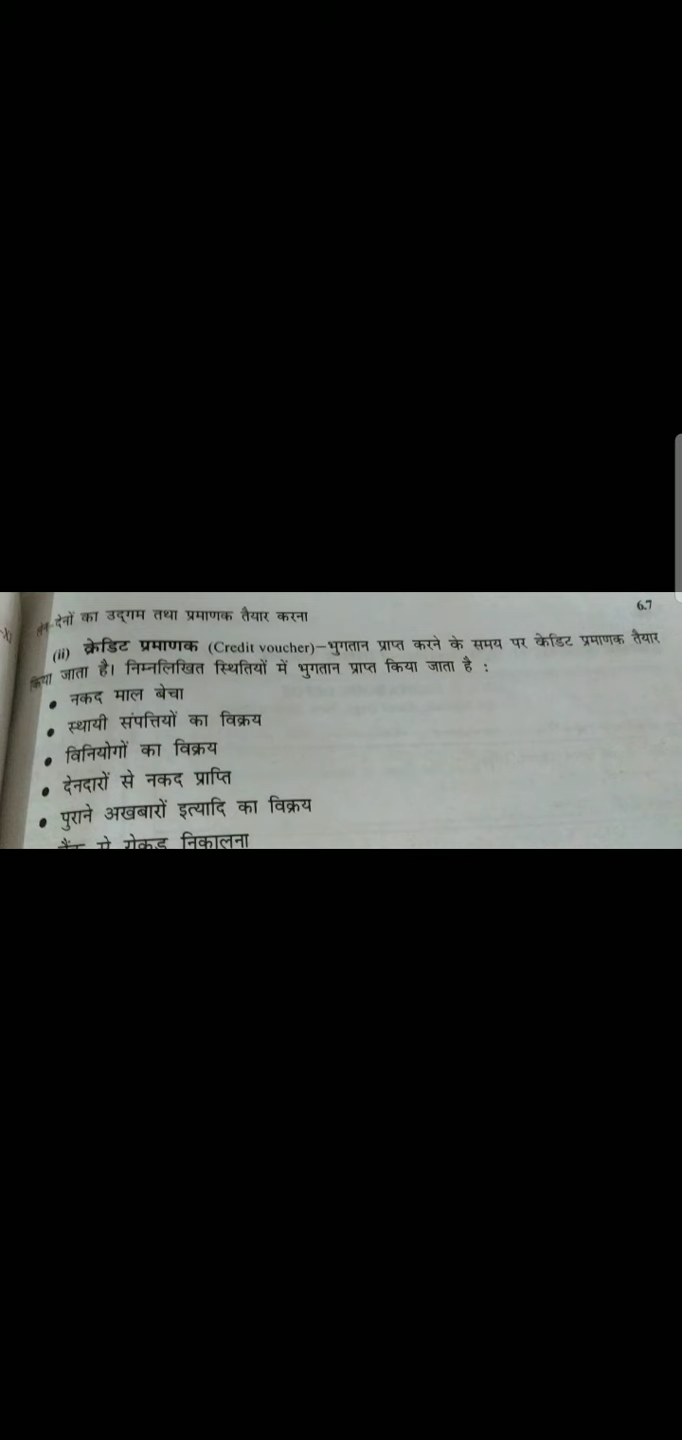 लेन-देनों का उद्गम तथा प्रमाणक तैयार करना 6.7
(ii) क्रेडिट प्रमाणक (Credit voucher)–भुगतान प्राप्त करने के समय पर क्रेडिट प्रमाणक तैयार
किया जाता है। निम्नलिखित स्थितियों में भुगतान प्राप्त किया जाता है :
• नकद माल बेचा
• स्थायी संपत्तियों का विक्रय
• विनियोगों का विक्रय
• देनदारों से नकद प्राप्ति
• पुराने अखबारों इत्यादि का विक्रय
बैंक से रोकड़ निकालना